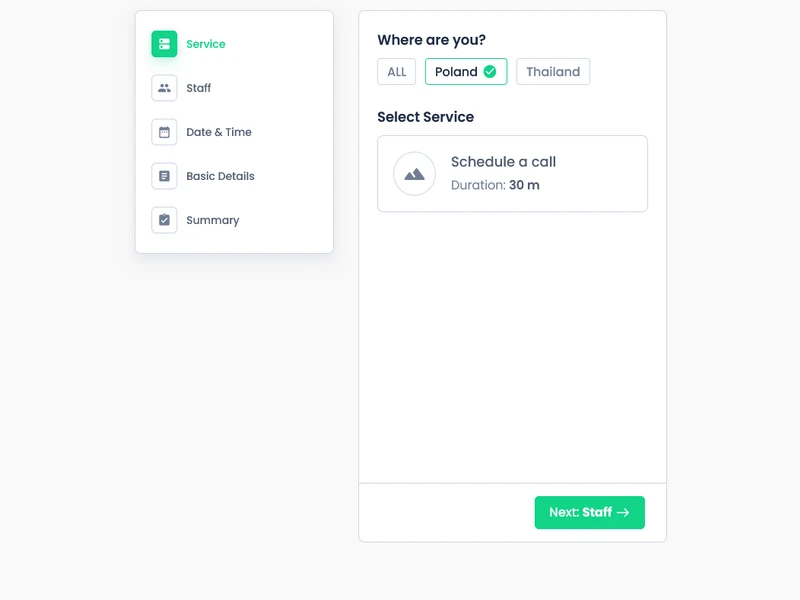 Service
Staff
Date & Time
Basic Details
Summary
Where are you?
ALL Poland Thailand
Select Service
Schedule a call
Duration: 30 m
Next: Staff →